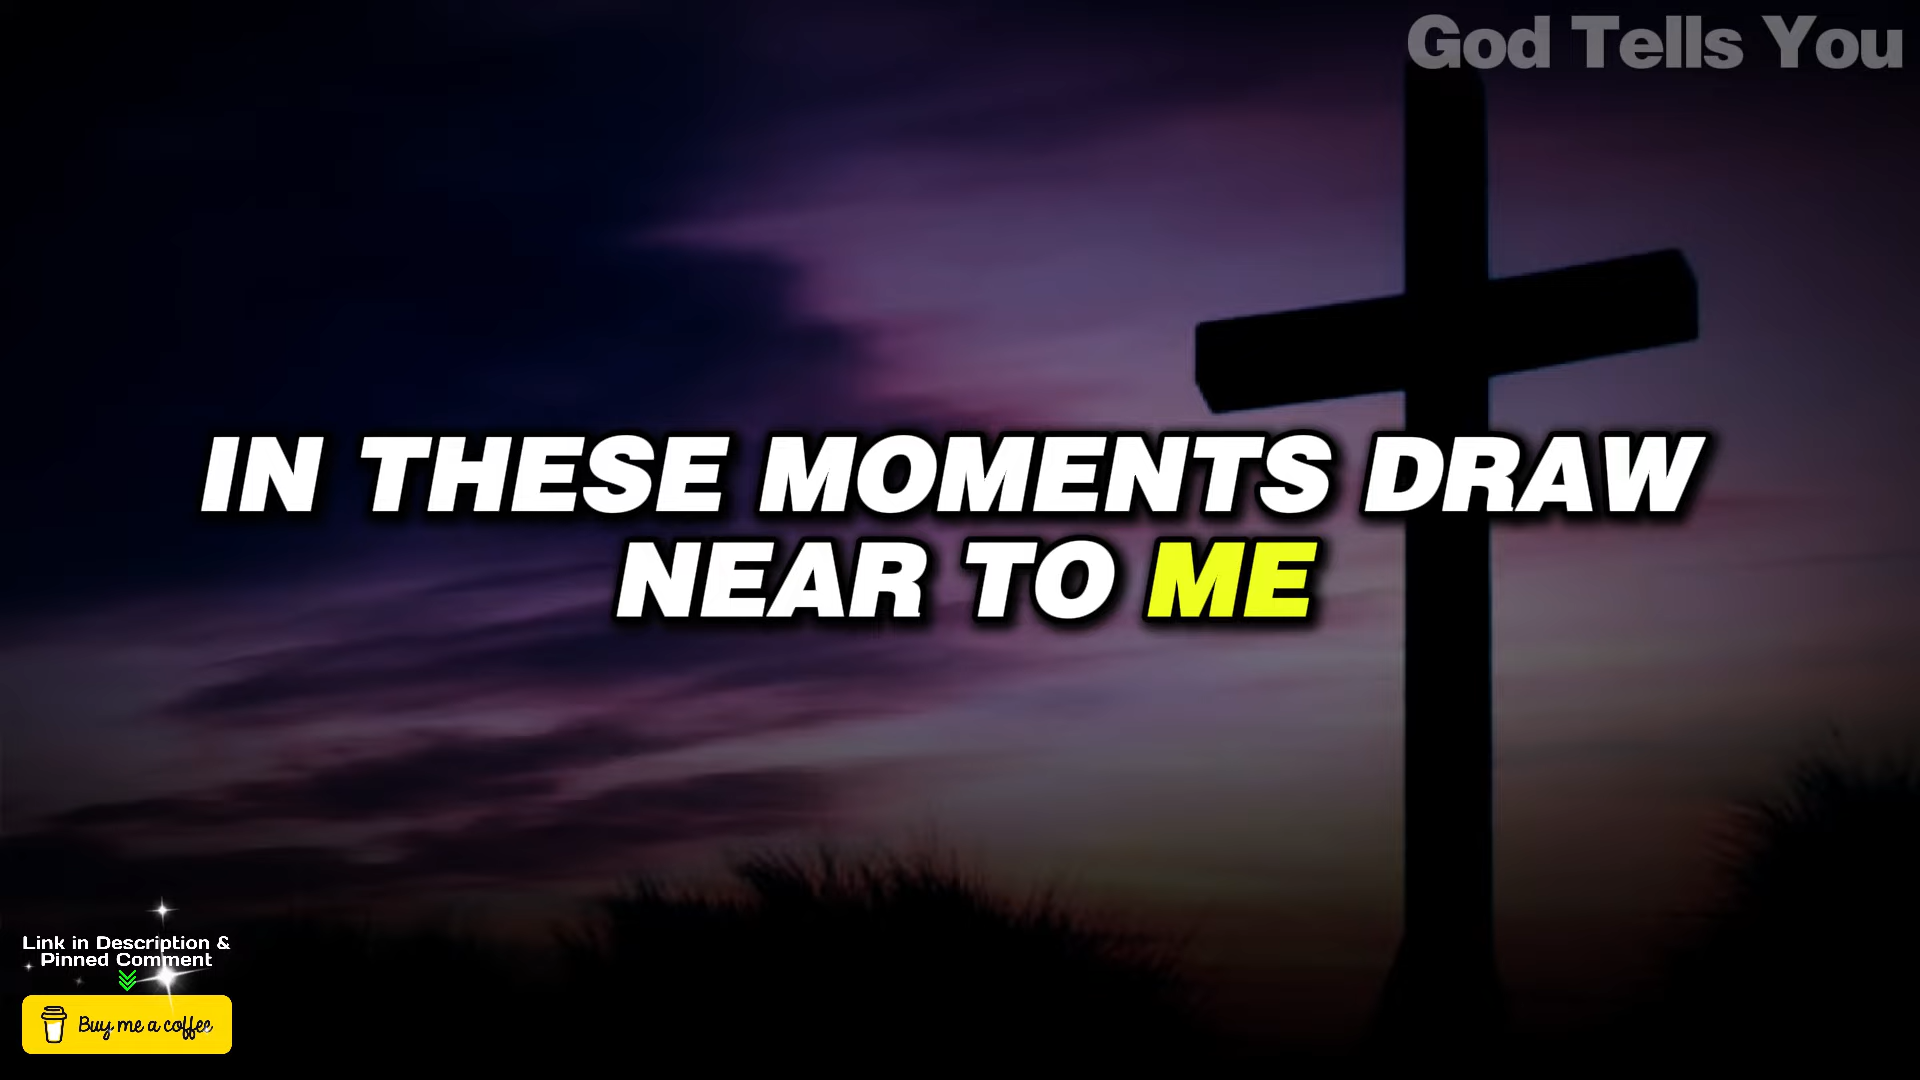 God Tells You
IN THESE MOMENTS DRAW
NEAR TO ME
Link in Description &
Pinned Comment
Buy me a coffee